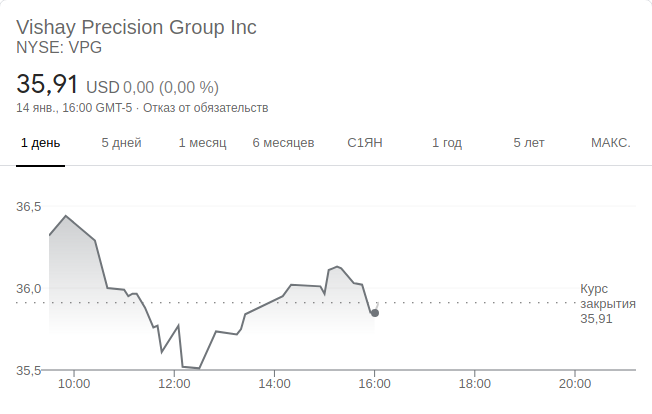 Vishay Precision Group Inc
NYSE: VPG
35,91 USD 0,00 (0,00 %)
14 янв., 16:00 GMT-5 · Отказ от обязательств
1 день 5 дней 1 месяц 6 месяцев С1ЯН 1 год 5 лет МАКС.
36,5
36,0
Курс
закрытия
35,91
35,5
10:00 12:00 14:00 16:00 18:00 20:00